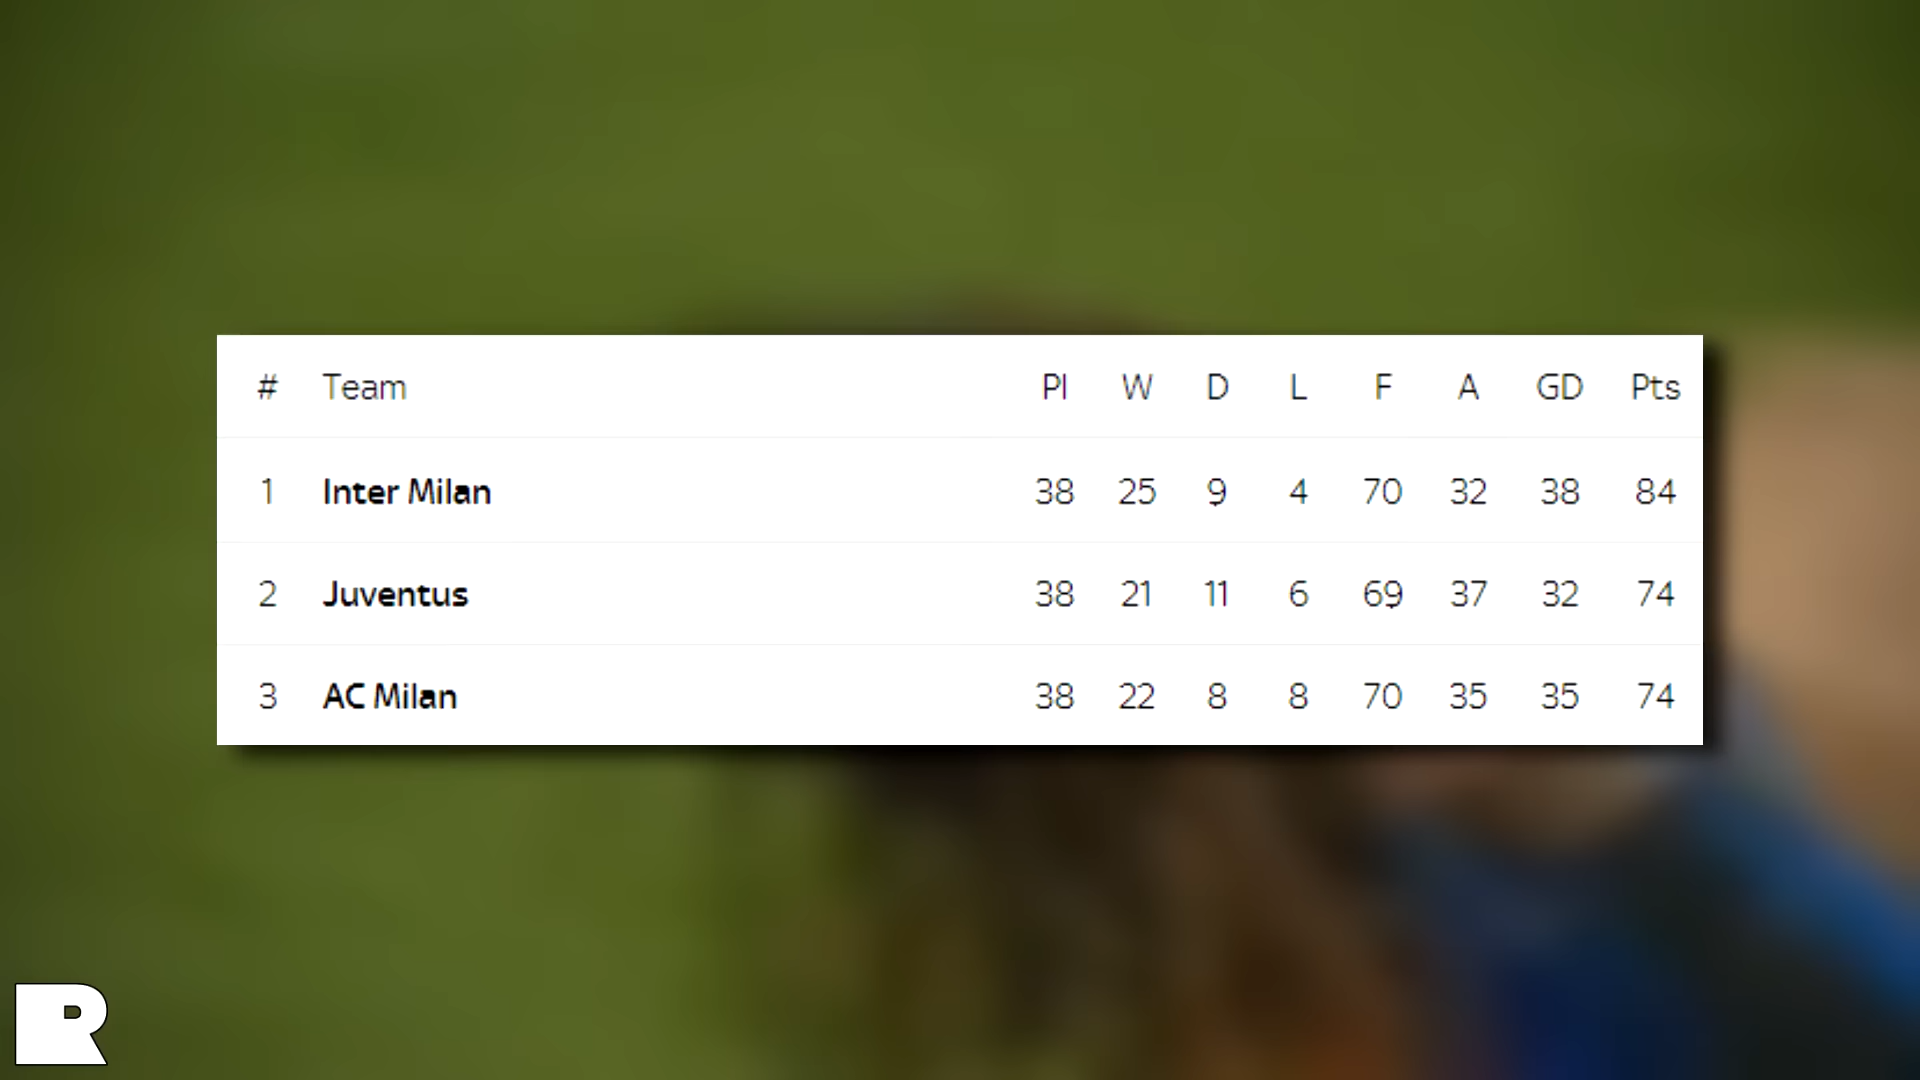 # Team Pl W D L F A GD Pts
1 Inter Milan 38 25 9 4 70 32 38 84
2 Juventus 38 21 11 6 69 37 32 74
3 AC Milan 38 22 8 8 70 35 35 74
R